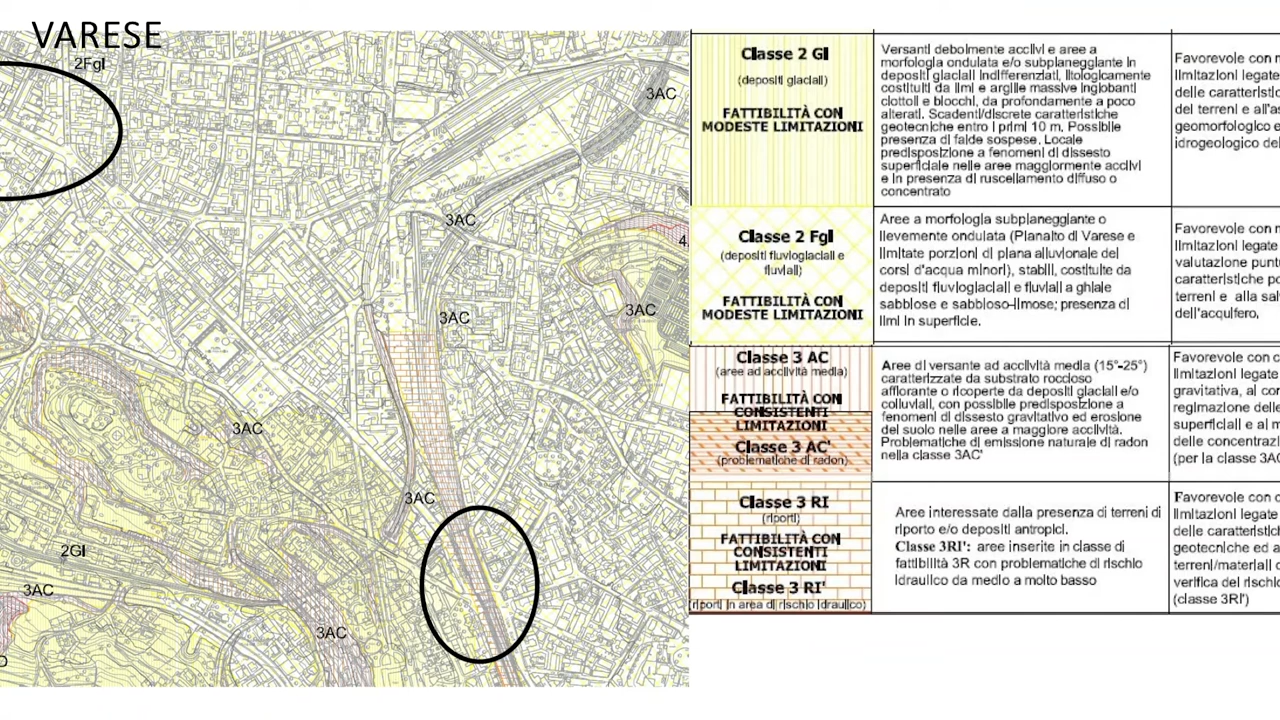 VARESE
2Fgl
3AC
3AC
3AC
3AC
3AC
3AC
2Gl
3AC
3AC
Classe 2 Gl
(depositi glaciali)
FATTIBILITÀ CON
MODESTE LIMITAZIONI
Versanti debolmente acclivi e aree a
morfologia ondulata e/o subplaneggiante in
depositi glaciali indifferenziati, litologicamente
costituiti da limi e argille massive inglobanti
ciottoli e blocchi, da profondamente a poco
alterati. Scadenti/discrete caratteristiche
geotecniche entro i primi 10 m. Possibile
presenza di falde sospese. Locale
predisposizione a fenomeni di dissesto
superficiale nelle aree maggiormente acclivi
e in presenza di ruscellamento diffuso o
concentrato
Favorevole con
limitazioni legate
delle caratteristic
del terreni e all'as
geomorfologico e
idrogeologico del
Classe 2 Fgl
(depositi fluvioglaciali e
fluviali)
FATTIBILITÀ CON
MODESTE LIMITAZIONI
Aree a morfologia subplaneggiante o
lievemente ondulata (Pianalto di Varese e
limitate porzioni di piana alluvionale dei
corsi d'acqua minori), stabili, costituite da
depositi fluvioglaciali e fluviali a ghiaie
sabbiose e sabbioso-limose; presenza di
limi in superficie.
Favorevole con
limitazioni legate
valutazione punt
caratteristiche po
terreni e alla sal
dell'acquifero,
Classe 3 AC
(aree ad acclività media)
FATTIBILITÀ CON
CONSISTENTI
LIMITAZIONI
Classe 3 AC'
(problematiche di radon)
Aree di versante ad acclività media (15°-25°)
caratterizzate da substrato roccioso
affiorante o ricoperte da depositi glaciali e/o
colluviali, con possibile predisposizione a
fenomeni di dissesto gravitativo ed erosione
del suolo nelle aree a maggiore acclività.
Problematiche di emissione naturale di radon
nella classe 3AC'
Favorevole con c
limitazioni legate
gravitativa, al con
regimazione delle
superficiali e al m
delle concentrazi
(per la classe 3AC
Classe 3 RI
(riporti)
FATTIBILITÀ CON
CONSISTENTI
LIMITAZIONI
Classe 3 RI'
(riporti in area di rischio idraulico)
Aree interessate dalla presenza di terreni di
riporto e/o depositi antropici.
Classe 3RI': aree inserite in classe di
fattibilità 3R con problematiche di rischio
idraulico da medio a molto basso
Favorevole con c
limitazioni legate
delle caratteristic
geotecniche ed a
terreni/materiali
verifica del rischio
(classe 3RI')